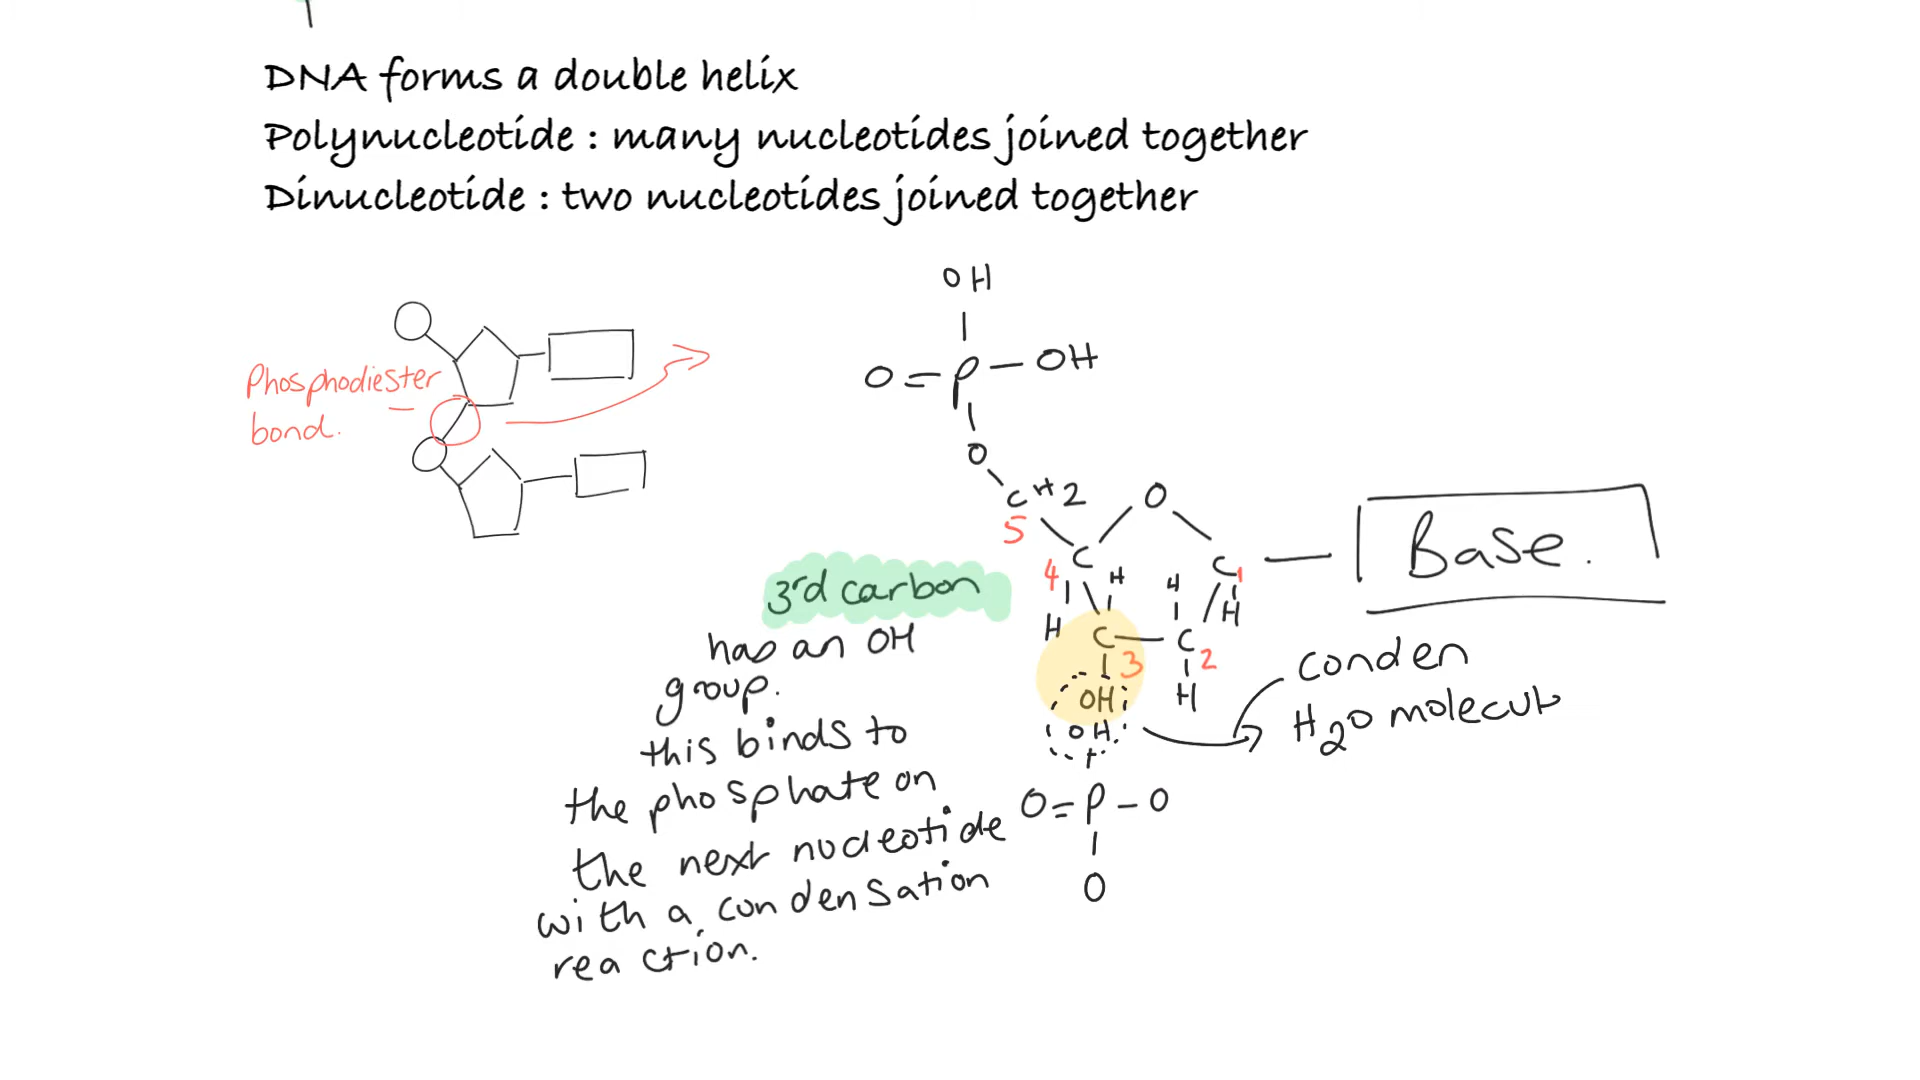 DNA forms a double helix
Polynucleotide : many nucleotides joined together
Dinucleotide : two nucleotides joined together
Phosphodiester
bond.
OH
O = P - OH
O
CH2
5
O
C
4
H
H
C
1
H
Base.
H
C
3
C
2
H
OH
OH
O = P - O
O
3rd carbon
has an OH
group.
this binds to
the phosphate on
the next nucleotide
with a condensation
reaction.
conden
H2O molecul